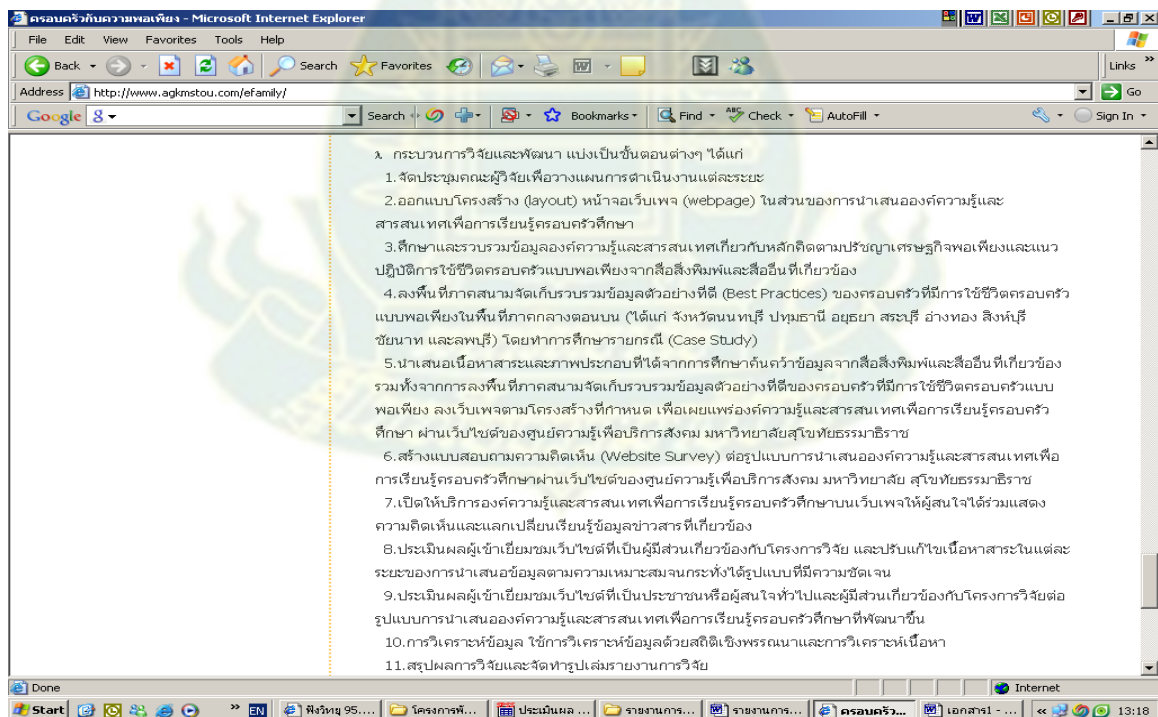 ครอบครัวกับความพอเพียง - Microsoft Internet Explorer
File Edit View Favorites Tools Help
Back Search Favorites Links »
Address http://www.agkmstou.com/efamily/ Go
Google Search Bookmarks Find Check AutoFill Sign In
λ กระบวนการวิจัยและพัฒนา แบ่งเป็นขั้นตอนต่างๆ ได้แก่
1.จัดประชุมคณะผู้วิจัยเพื่อวางแผนการดำเนินงานแต่ละระยะ
2.ออกแบบโครงสร้าง (layout) หน้าจอเว็บเพจ (webpage) ในส่วนของการนำเสนอองค์ความรู้และ
สารสนเทศเพื่อการเรียนรู้ครอบครัวศึกษา
3.ศึกษาและรวบรวมข้อมูลองค์ความรู้และสารสนเทศเกี่ยวกับหลักคิดตามปรัชญาเศรษฐกิจพอเพียงและแนว
ปฏิบัติการใช้ชีวิตครอบครัวแบบพอเพียงจากสื่อสิ่งพิมพ์และสื่ออื่นที่เกี่ยวข้อง
4.ลงพื้นที่ภาคสนามจัดเก็บรวบรวมข้อมูลตัวอย่างที่ดี (Best Practices) ของครอบครัวที่มีการใช้ชีวิตครอบครัว
แบบพอเพียงในพื้นที่ภาคกลางตอนบน (ได้แก่ จังหวัดนนทบุรี ปทุมธานี อยุธยา สระบุรี อ่างทอง สิงห์บุรี
ชัยนาท และลพบุรี) โดยทำการศึกษารายกรณี (Case Study)
5.นำเสนอเนื้อหาสาระและภาพประกอบที่ได้จากการศึกษาค้นคว้าข้อมูลจากสื่อสิ่งพิมพ์และสื่ออื่นที่เกี่ยวข้อง
รวมทั้งจากการลงพื้นที่ภาคสนามจัดเก็บรวบรวมข้อมูลตัวอย่างที่ดีของครอบครัวที่มีการใช้ชีวิตครอบครัวแบบ
พอเพียง ลงเว็บเพจตามโครงสร้างที่กำหนด เพื่อเผยแพร่องค์ความรู้และสารสนเทศเพื่อการเรียนรู้ครอบครัว
ศึกษา ผ่านเว็บไซต์ของศูนย์ความรู้เพื่อบริการสังคม มหาวิทยาลัยสุโขทัยธรรมาธิราช
6.สร้างแบบสอบถามความคิดเห็น (Website Survey) ต่อรูปแบบการนำเสนอองค์ความรู้และสารสนเทศเพื่อ
การเรียนรู้ครอบครัวศึกษาผ่านเว็บไซต์ของศูนย์ความรู้เพื่อบริการสังคม มหาวิทยาลัย สุโขทัยธรรมาธิราช
7.เปิดให้บริการองค์ความรู้และสารสนเทศเพื่อการเรียนรู้ครอบครัวศึกษาบนเว็บเพจให้ผู้สนใจได้ร่วมแสดง
ความคิดเห็นและแลกเปลี่ยนเรียนรู้ข้อมูลข่าวสารที่เกี่ยวข้อง
8.ประเมินผลผู้เข้าเยี่ยมชมเว็บไซต์ที่เป็นผู้มีส่วนเกี่ยวข้องกับโครงการวิจัย และปรับแก้ไขเนื้อหาสาระในแต่ละ
ระยะของการนำเสนอข้อมูลตามความเหมาะสมจนกระทั่งได้รูปแบบที่มีความชัดเจน
9.ประเมินผลผู้เข้าเยี่ยมชมเว็บไซต์ที่เป็นประชาชนหรือผู้สนใจทั่วไปและผู้มีส่วนเกี่ยวข้องกับโครงการวิจัยต่อ
รูปแบบการนำเสนอองค์ความรู้และสารสนเทศเพื่อการเรียนรู้ครอบครัวศึกษาที่พัฒนาขึ้น
10.การวิเคราะห์ข้อมูล ใช้การวิเคราะห์ข้อมูลด้วยสถิติเชิงพรรณนาและการวิเคราะห์เนื้อหา
11.สรุปผลการวิจัยและจัดทำรูปเล่มรายงานการวิจัย
Done Internet
Start » EN ฟังวิทยุ 95.... โครงการพั... ประเมินผล ... รายงานการ... รายงานการ... ครอบครัว... เอกสาร1 - ... « 13:18